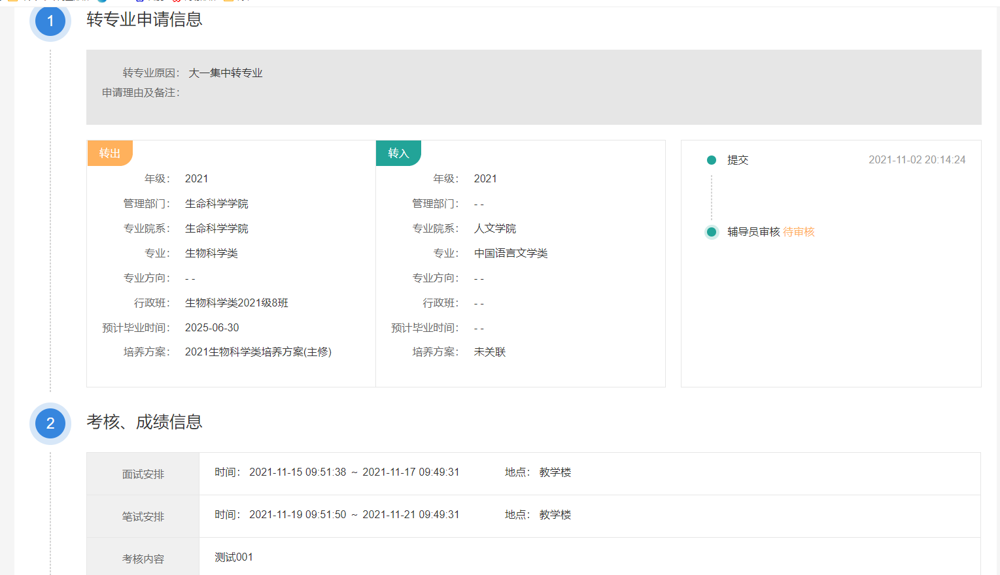 1
转专业申请信息
转专业原因： 大一集中转专业
申请理由及备注：
转出
年级： 2021
管理部门： 生命科学学院
专业院系： 生命科学学院
专业： 生物科学类
专业方向： - -
行政班： 生物科学类2021级8班
预计毕业时间： 2025-06-30
培养方案： 2021生物科学类培养方案(主修)
转入
年级： 2021
管理部门： - -
专业院系： 人文学院
专业： 中国语言文学类
专业方向： - -
行政班： - -
预计毕业时间： - -
培养方案： 未关联
提交 2021-11-02 20:14:24
辅导员审核 待审核
2
考核、成绩信息
面试安排 时间： 2021-11-15 09:51:38 ~ 2021-11-17 09:49:31 地点： 教学楼
笔试安排 时间： 2021-11-19 09:51:50 ~ 2021-11-21 09:49:31 地点： 教学楼
考核内容 测试001